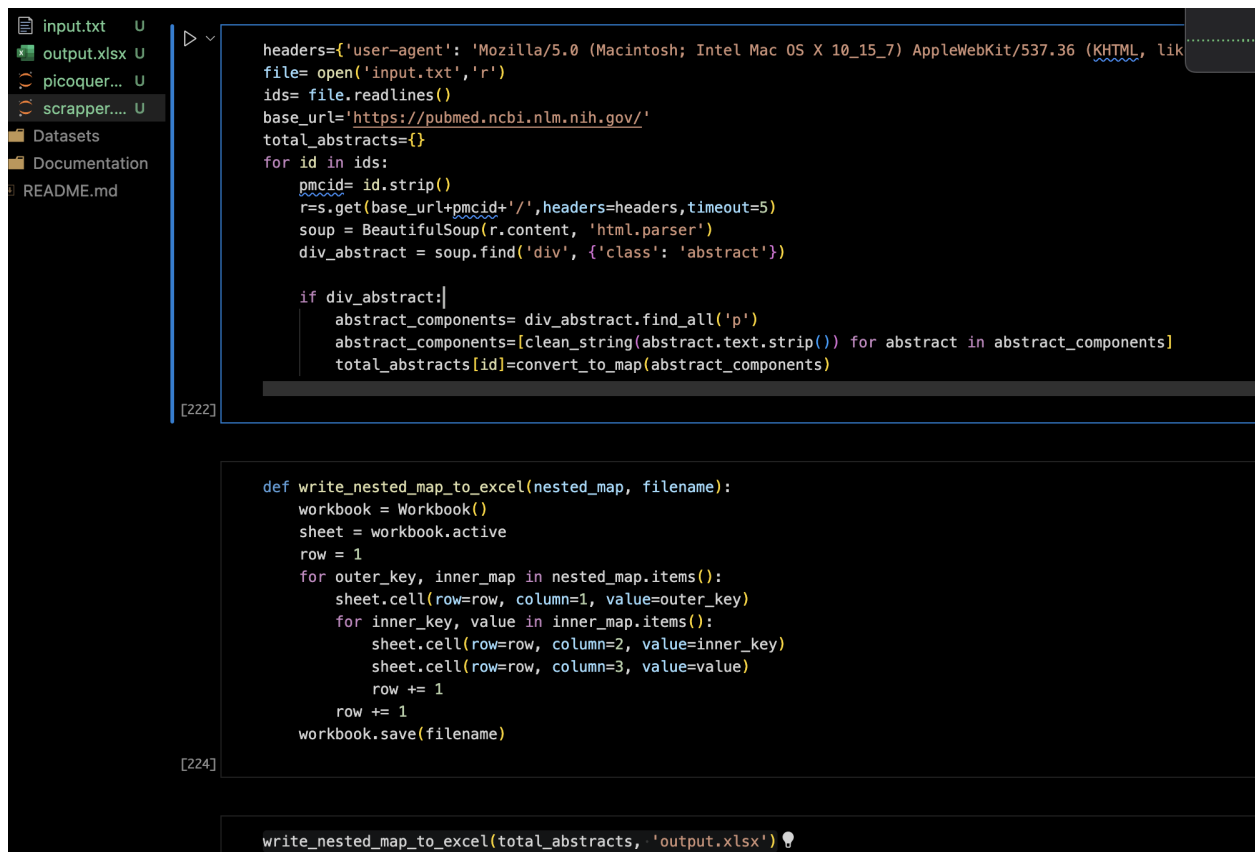 input.txt U
output.xlsx U
picoquer... U
scrapper.... U
Datasets
Documentation
README.md
headers={'user-agent': 'Mozilla/5.0 (Macintosh; Intel Mac OS X 10_15_7) AppleWebKit/537.36 (KHTML, lik
file= open('input.txt','r')
ids= file.readlines()
base_url='https://pubmed.ncbi.nlm.nih.gov/'
total_abstracts={}
for id in ids:
    pmcid= id.strip()
    r=s.get(base_url+pmcid+'/',headers=headers,timeout=5)
    soup = BeautifulSoup(r.content, 'html.parser')
    div_abstract = soup.find('div', {'class': 'abstract'})
    if div_abstract:
        abstract_components= div_abstract.find_all('p')
        abstract_components=[clean_string(abstract.text.strip()) for abstract in abstract_components]
        total_abstracts[id]=convert_to_map(abstract_components)
[222]
def write_nested_map_to_excel(nested_map, filename):
    workbook = Workbook()
    sheet = workbook.active
    row = 1
    for outer_key, inner_map in nested_map.items():
        sheet.cell(row=row, column=1, value=outer_key)
        for inner_key, value in inner_map.items():
            sheet.cell(row=row, column=2, value=inner_key)
            sheet.cell(row=row, column=3, value=value)
            row += 1
        row += 1
    workbook.save(filename)
[224]
write_nested_map_to_excel(total_abstracts, 'output.xlsx')